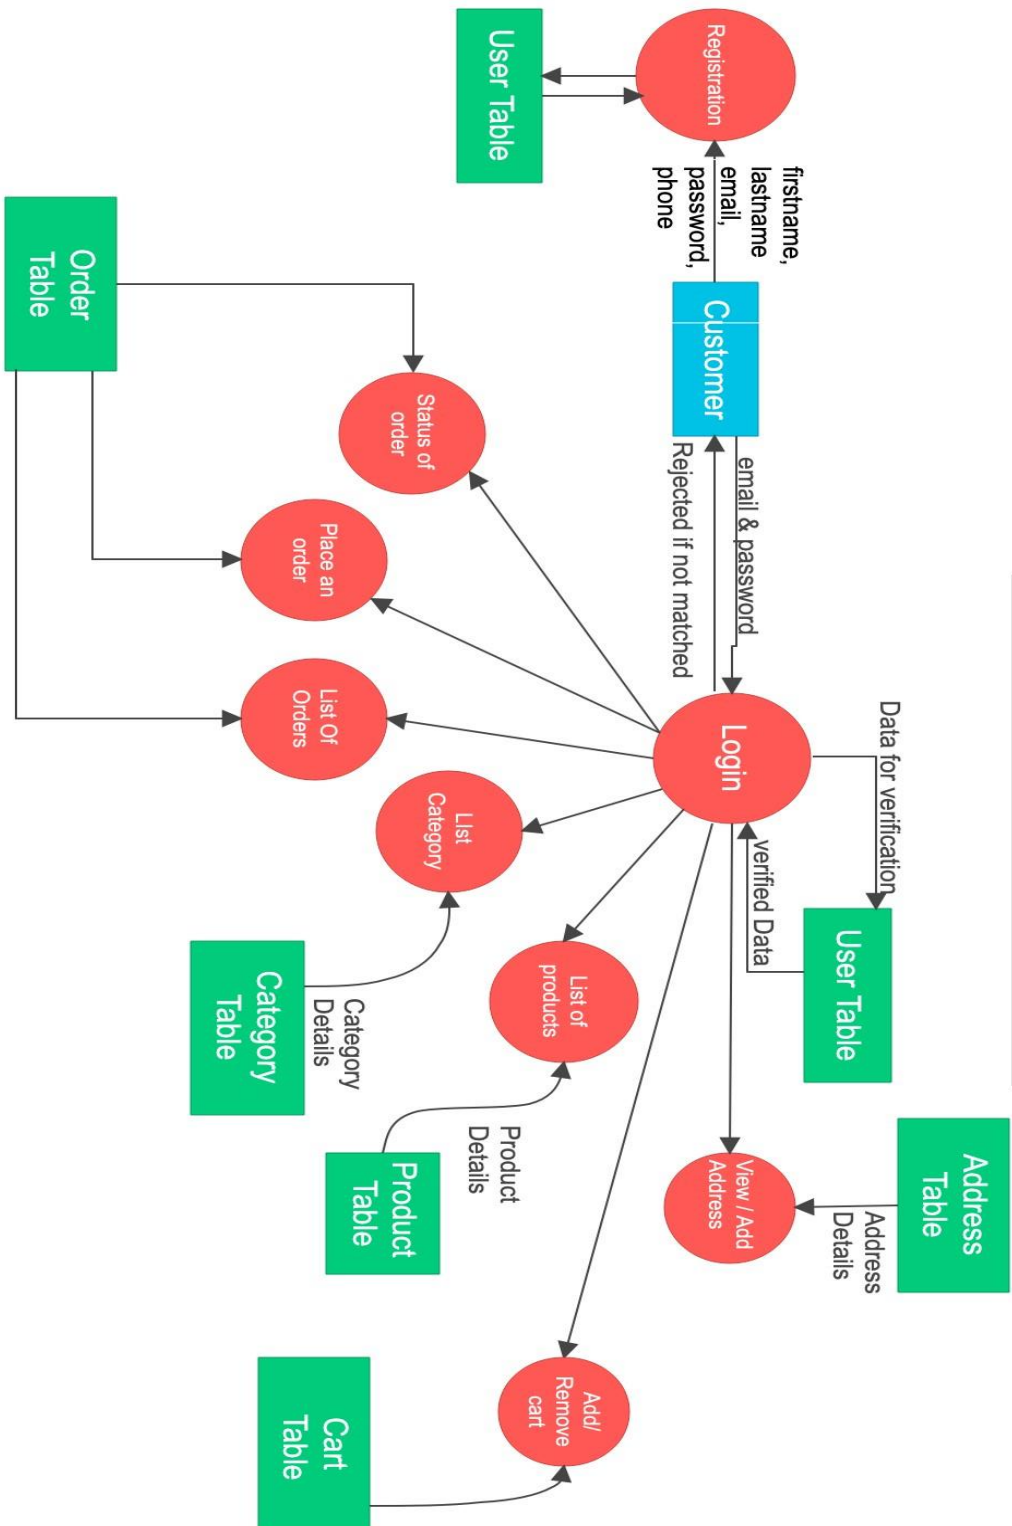 Address
Table
Data for verification
User Table
Address
Details
firstname,
lastname
email,
password,
phone
Registration
Customer
email & password
Rejected if not matched
Login
verified Data
View / Add
Address
User Table
Status of
order
Place an
order
List Of
Orders
LIst
Category
List of
products
Add/
Remove
cart
Product
Details
Product
Table
Category
Details
Category
Table
Cart
Table
Order
Table